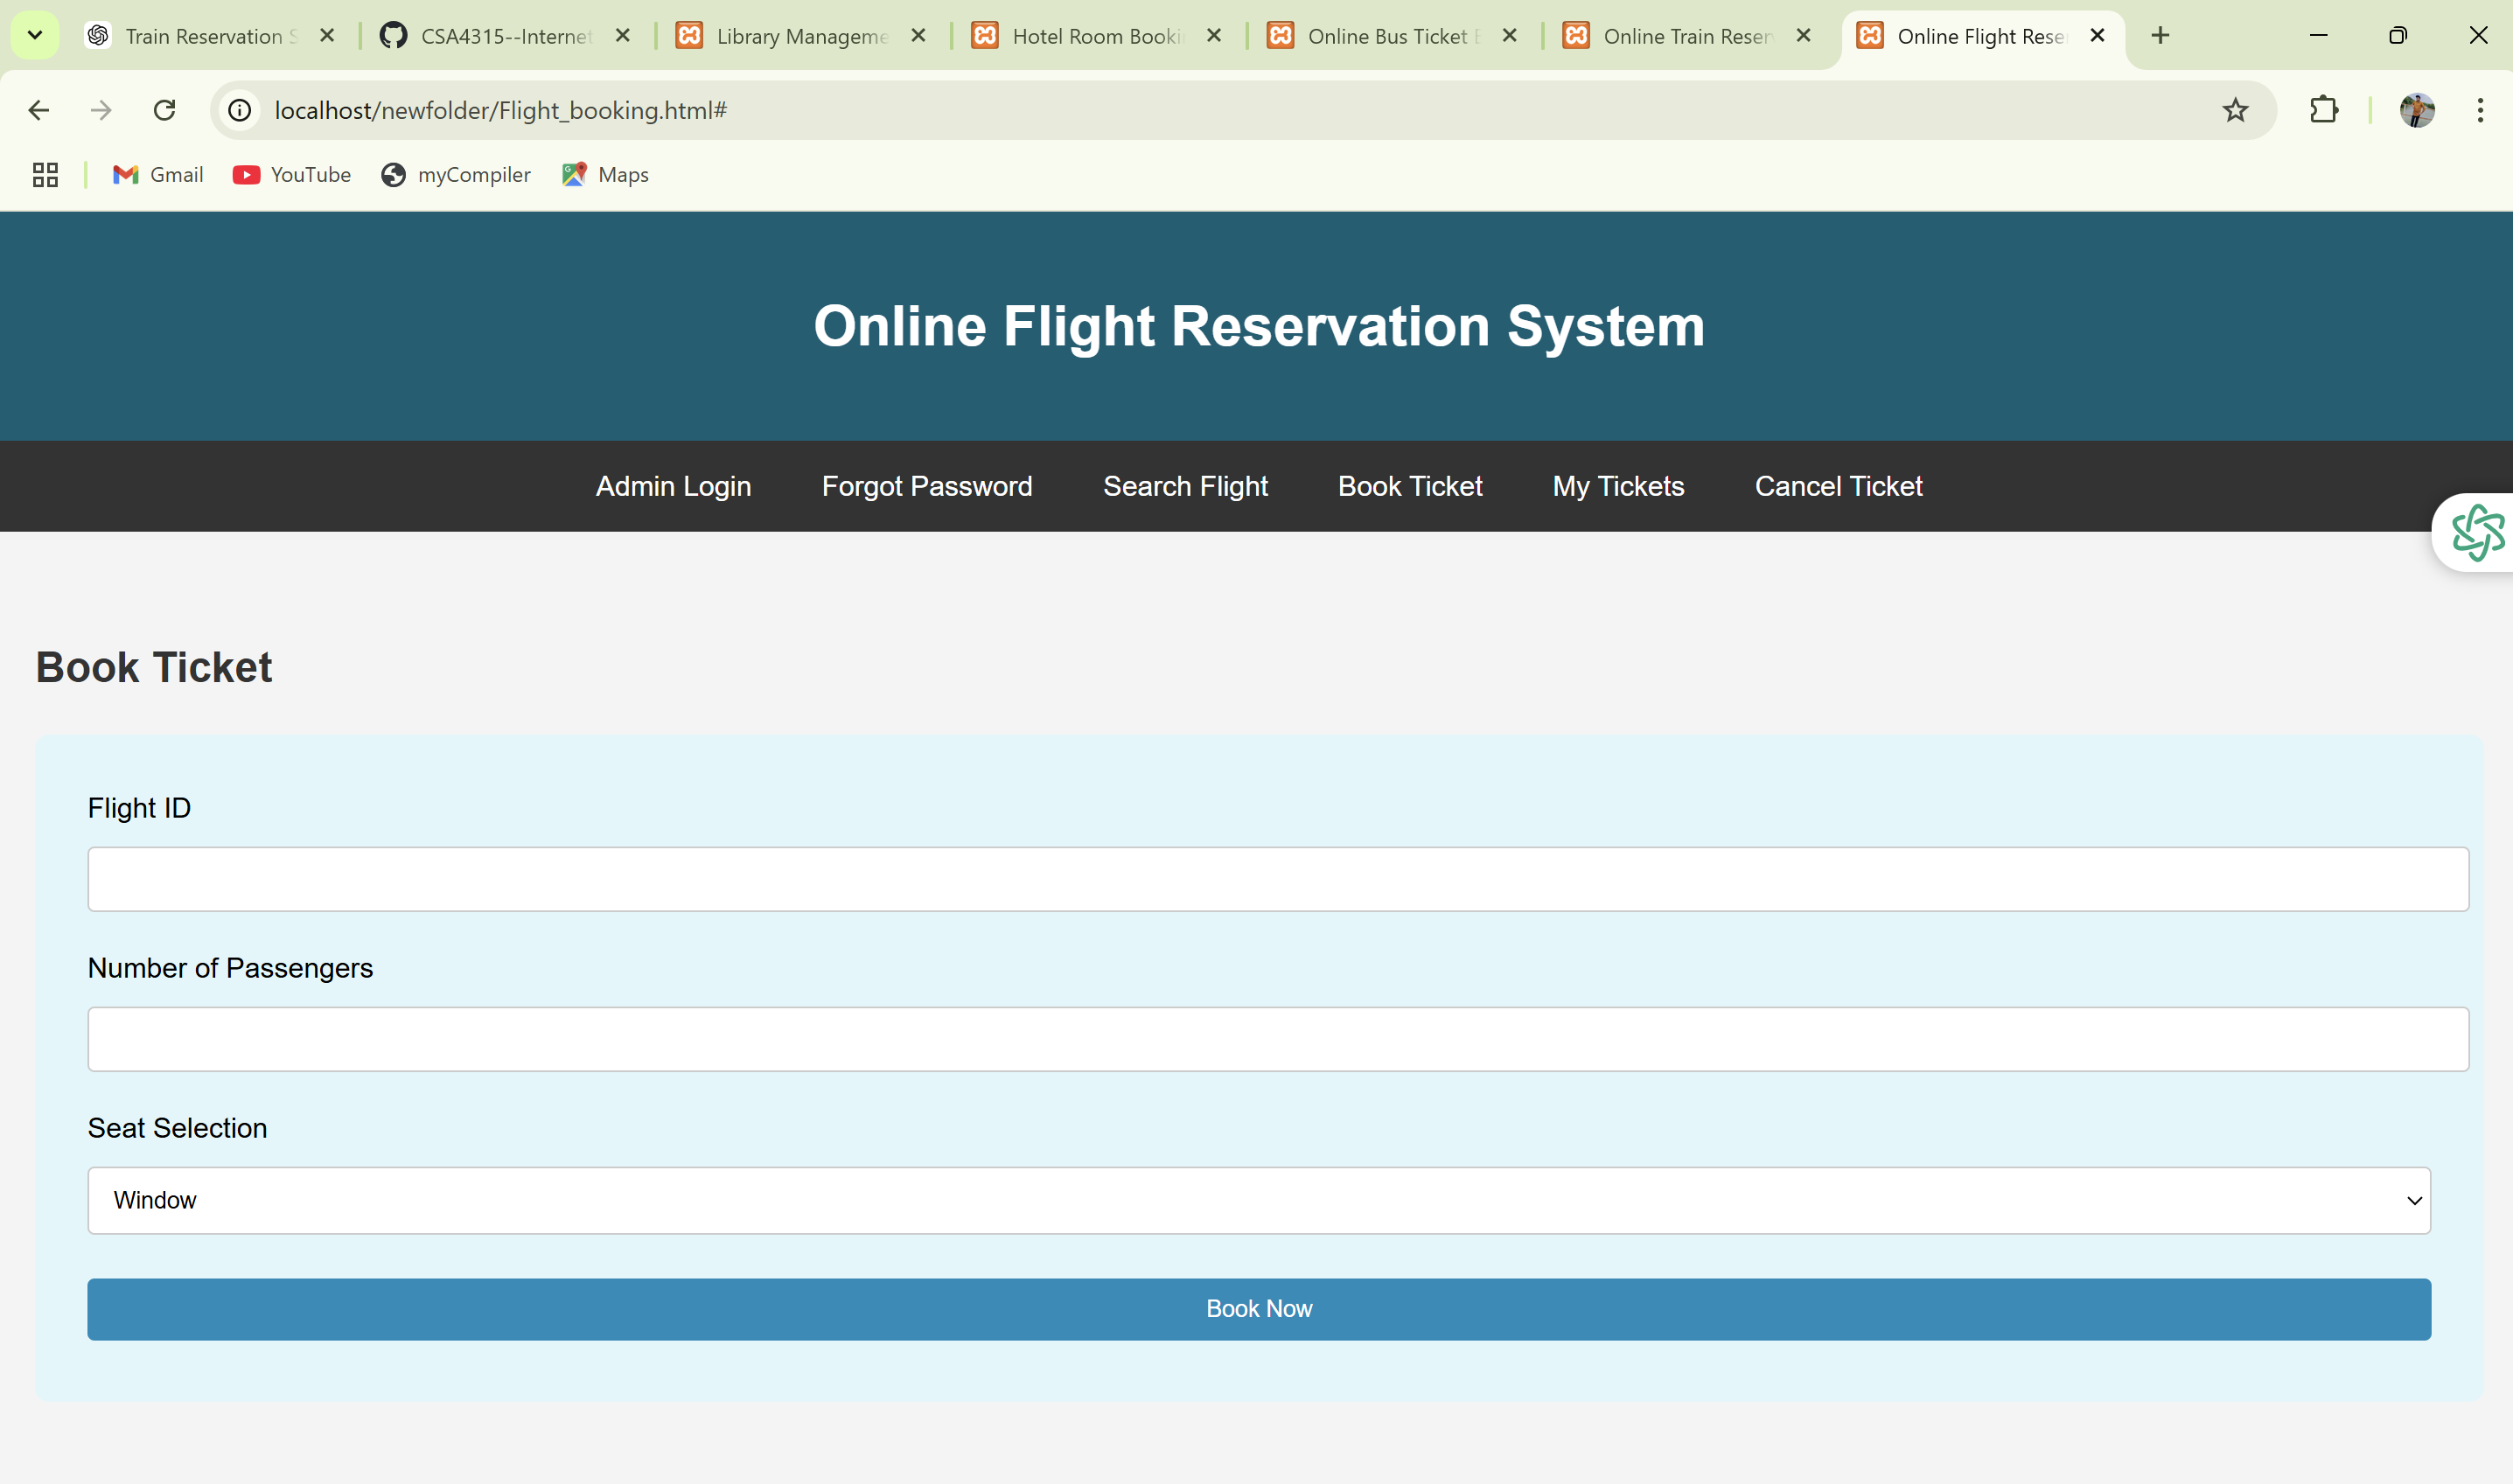 Train Reservation S
CSA4315--Internet
Library Manageme
Hotel Room Booki
Online Bus Ticket
Online Train Reser
Online Flight Rese
localhost/newfolder/Flight_booking.html#
Gmail
YouTube
myCompiler
Maps
Online Flight Reservation System
Admin Login
Forgot Password
Search Flight
Book Ticket
My Tickets
Cancel Ticket
Book Ticket
Flight ID
Number of Passengers
Seat Selection
Window
Book Now